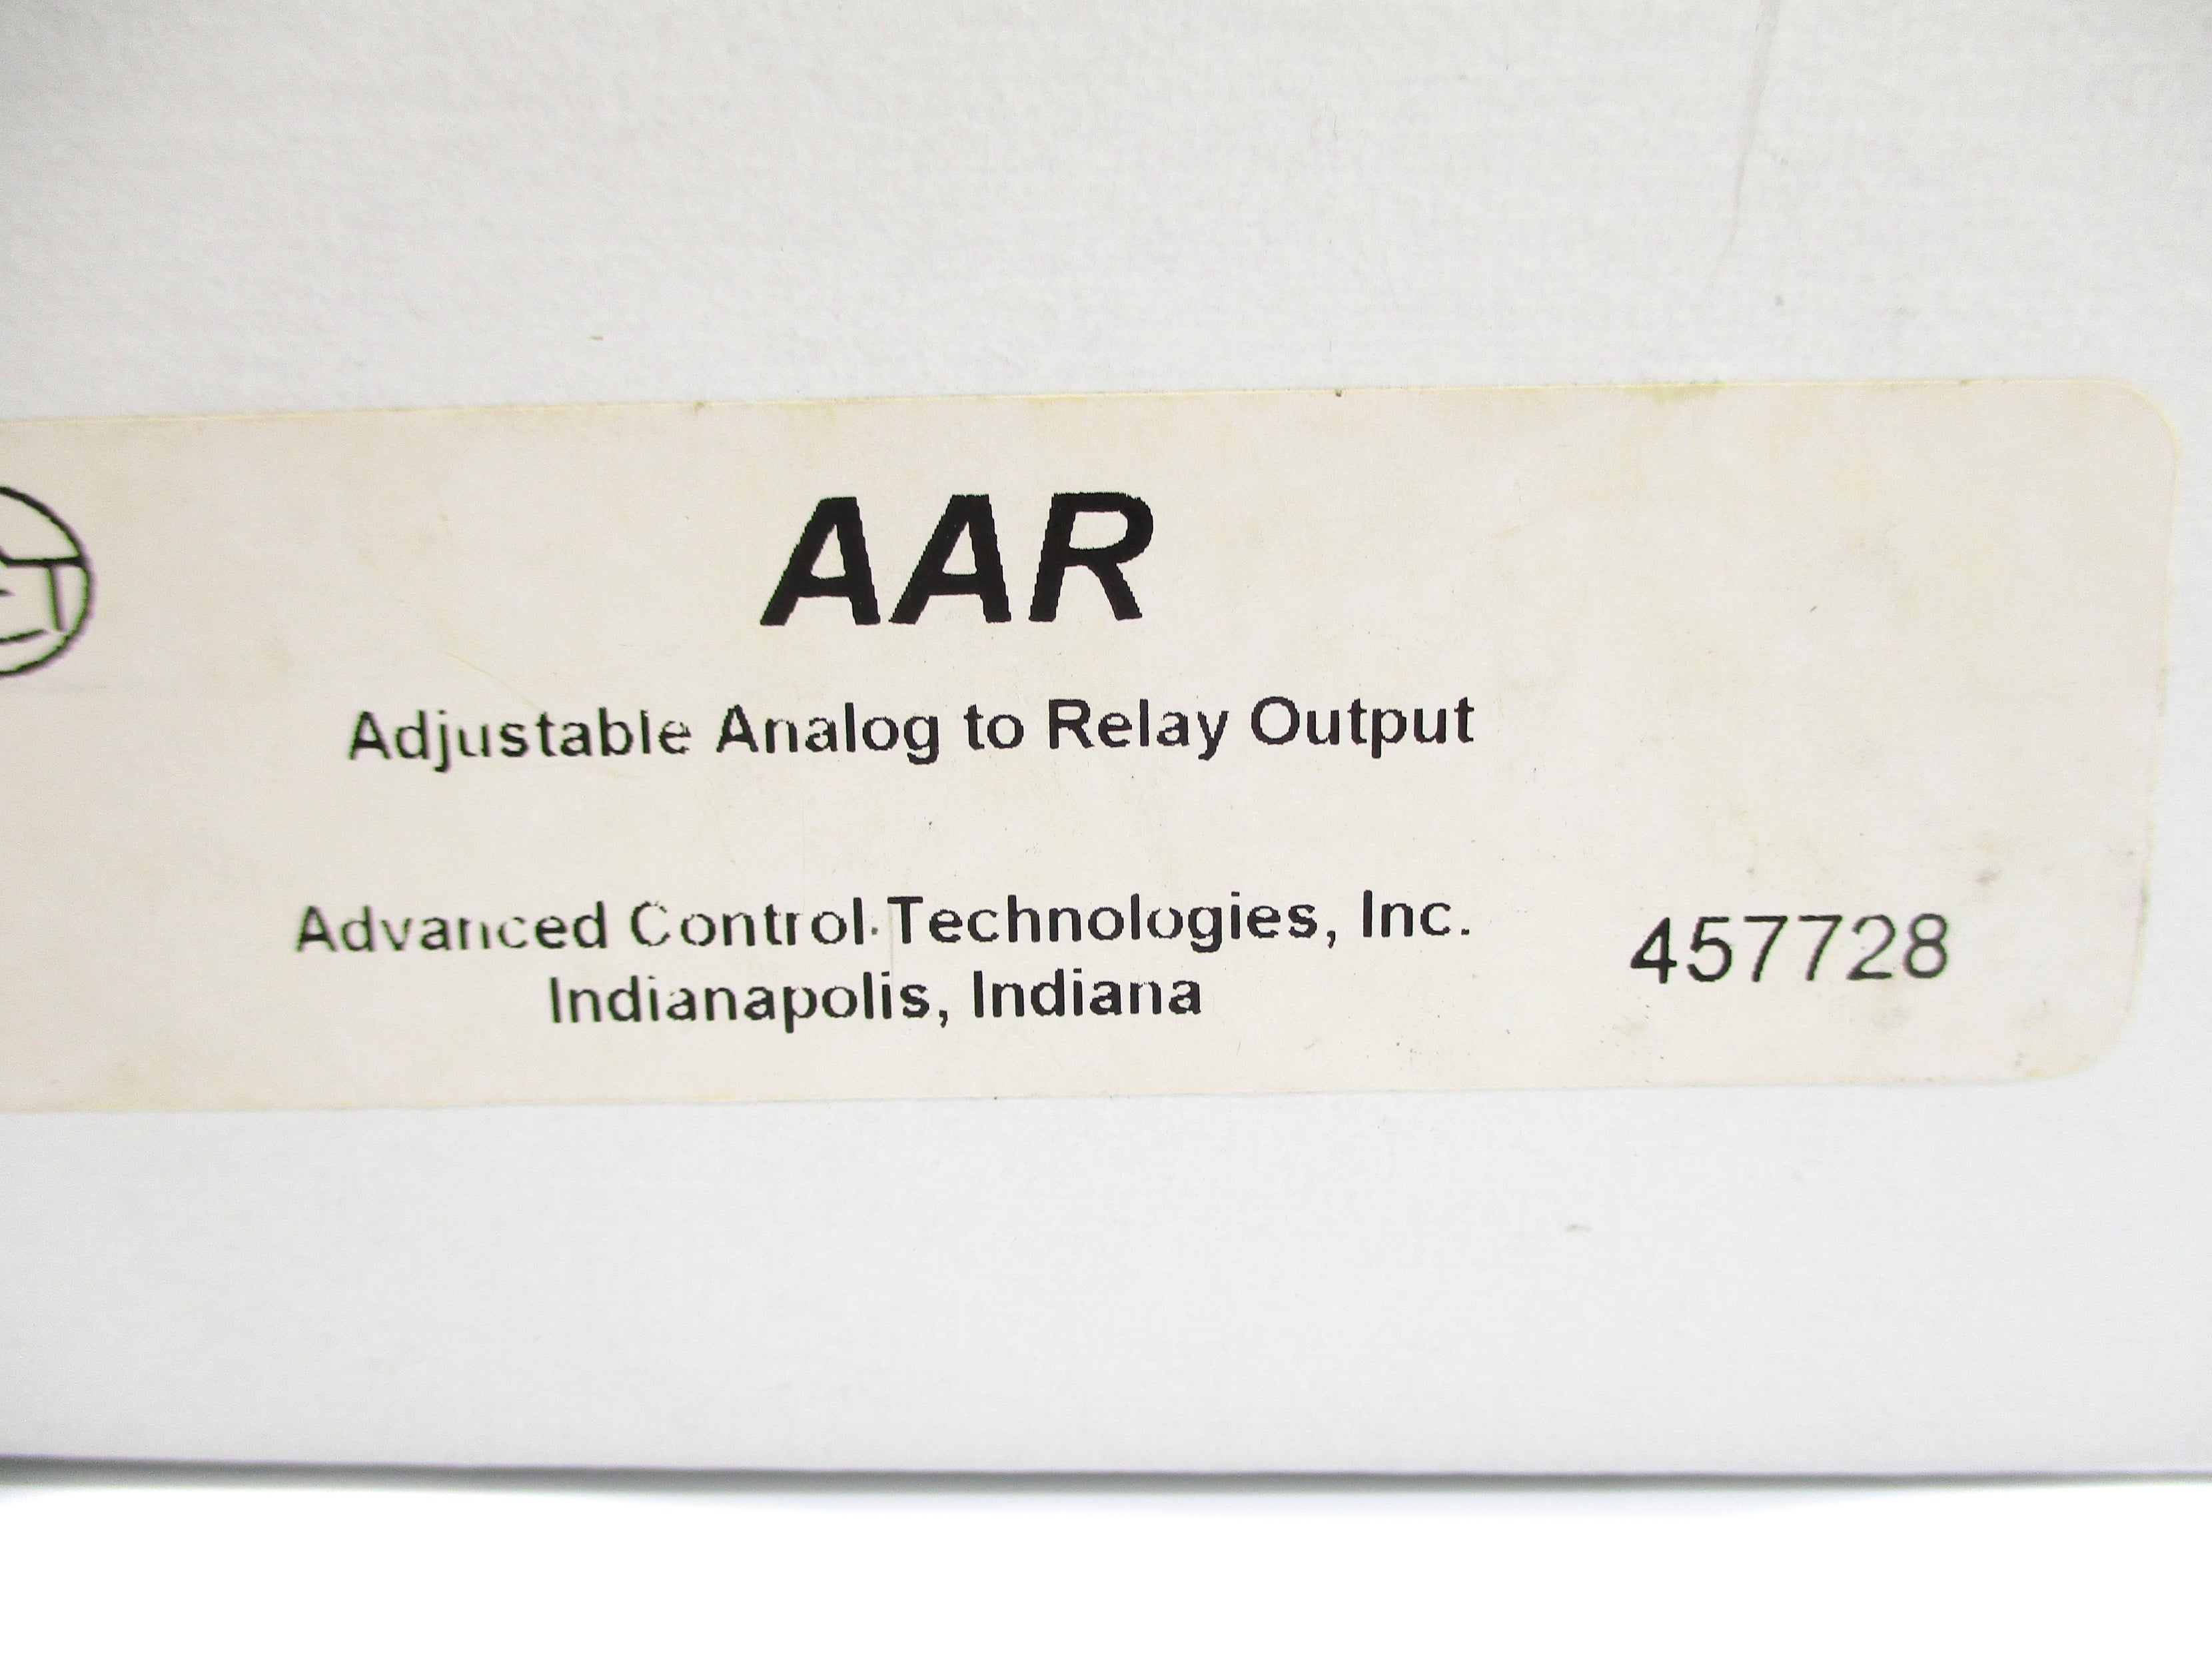 AAR
Adjustable Analog to Relay Output
Advanced Control Technologies, Inc.
Indianapolis, Indiana
457728